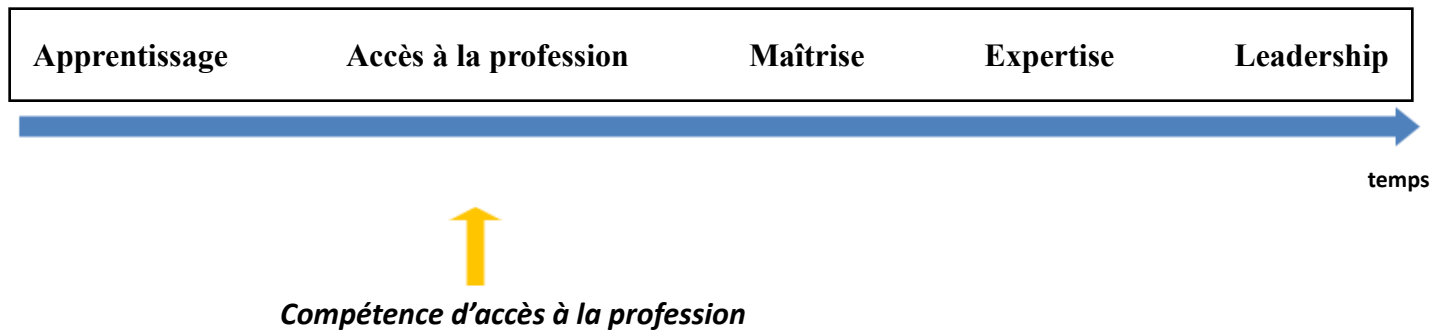 Apprentissage Accès à la profession Maîtrise Expertise Leadership
temps
Compétence d’accès à la profession